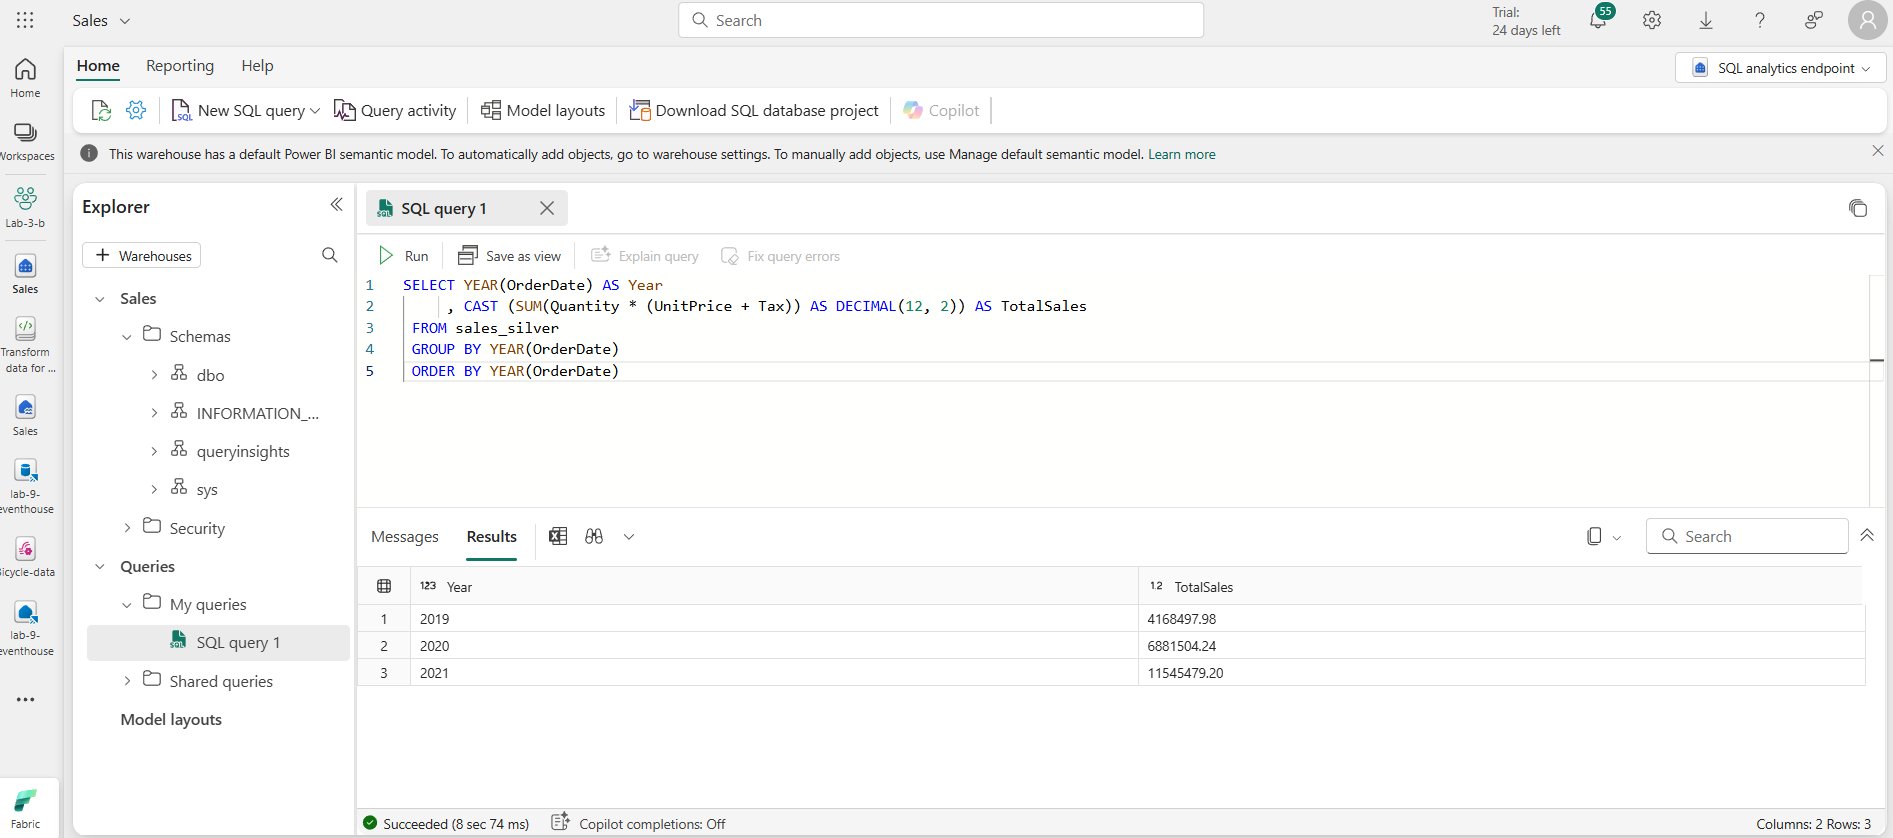 Sales
Search
Trial:
24 days left
55
Home
Reporting
Help
SQL analytics endpoint
New SQL query
Query activity
Model layouts
Download SQL database project
Copilot
This warehouse has a default Power BI semantic model. To automatically add objects, go to warehouse settings. To manually add objects, use Manage default semantic model. Learn more
Home
Workspaces
Lab-3-b
Sales
Transform
data for ...
Sales
lab-9-
eventhouse
Bicycle-data
lab-9-
eventhouse
Fabric
Explorer
Warehouses
Sales
Schemas
dbo
INFORMATION_...
queryinsights
sys
Security
Queries
My queries
SQL query 1
Shared queries
Model layouts
SQL query 1
Run
Save as view
Explain query
Fix query errors
1 SELECT YEAR(OrderDate) AS Year
2 , CAST (SUM(Quantity * (UnitPrice + Tax)) AS DECIMAL(12, 2)) AS TotalSales
3 FROM sales_silver
4 GROUP BY YEAR(OrderDate)
5 ORDER BY YEAR(OrderDate)
Messages
Results
Search
123 Year
1.2 TotalSales
1 2019 4168497.98
2 2020 6881504.24
3 2021 11545479.20
Succeeded (8 sec 74 ms)
Copilot completions: Off
Columns: 2 Rows: 3